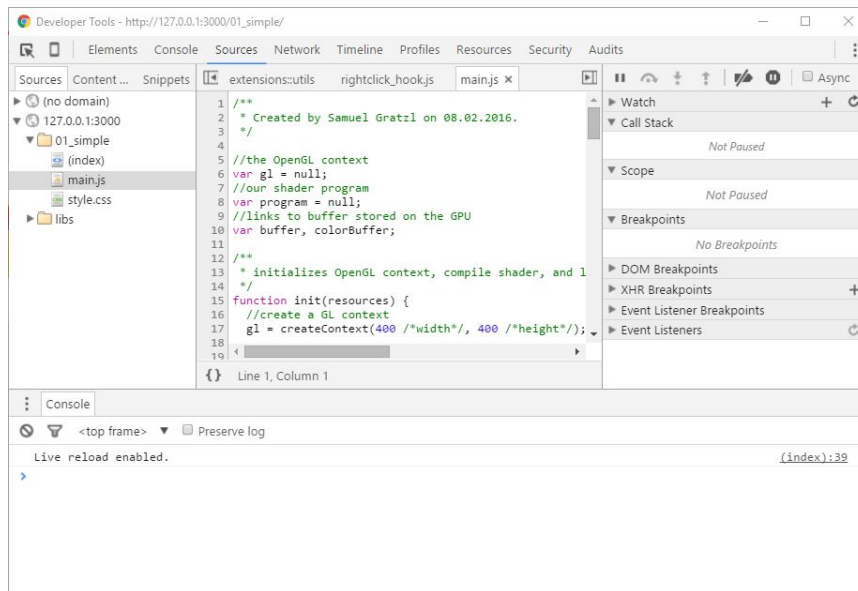 Developer Tools - http://127.0.0.1:3000/01_simple/
Elements Console Sources Network Timeline Profiles Resources Security Audits
Sources Content ... Snippets
extensions::utils rightclick_hook.js main.js ×
Async
(no domain)
127.0.0.1:3000
01_simple
(index)
main.js
style.css
libs
1 /**
2  * Created by Samuel Gratzl on 08.02.2016.
3  */
4
5 //the OpenGL context
6 var gl = null;
7 //our shader program
8 var program = null;
9 //links to buffer stored on the GPU
10 var buffer, colorBuffer;
11
12 /**
13  * initializes OpenGL context, compile shader, and l
14  */
15 function init(resources) {
16   //create a GL context
17   gl = createContext(400 /*width*/, 400 /*height*/);
18
19
{} Line 1, Column 1
Watch
Call Stack
Not Paused
Scope
Not Paused
Breakpoints
No Breakpoints
DOM Breakpoints
XHR Breakpoints
Event Listener Breakpoints
Event Listeners
Console
<top frame> ▼ Preserve log
Live reload enabled. (index):39